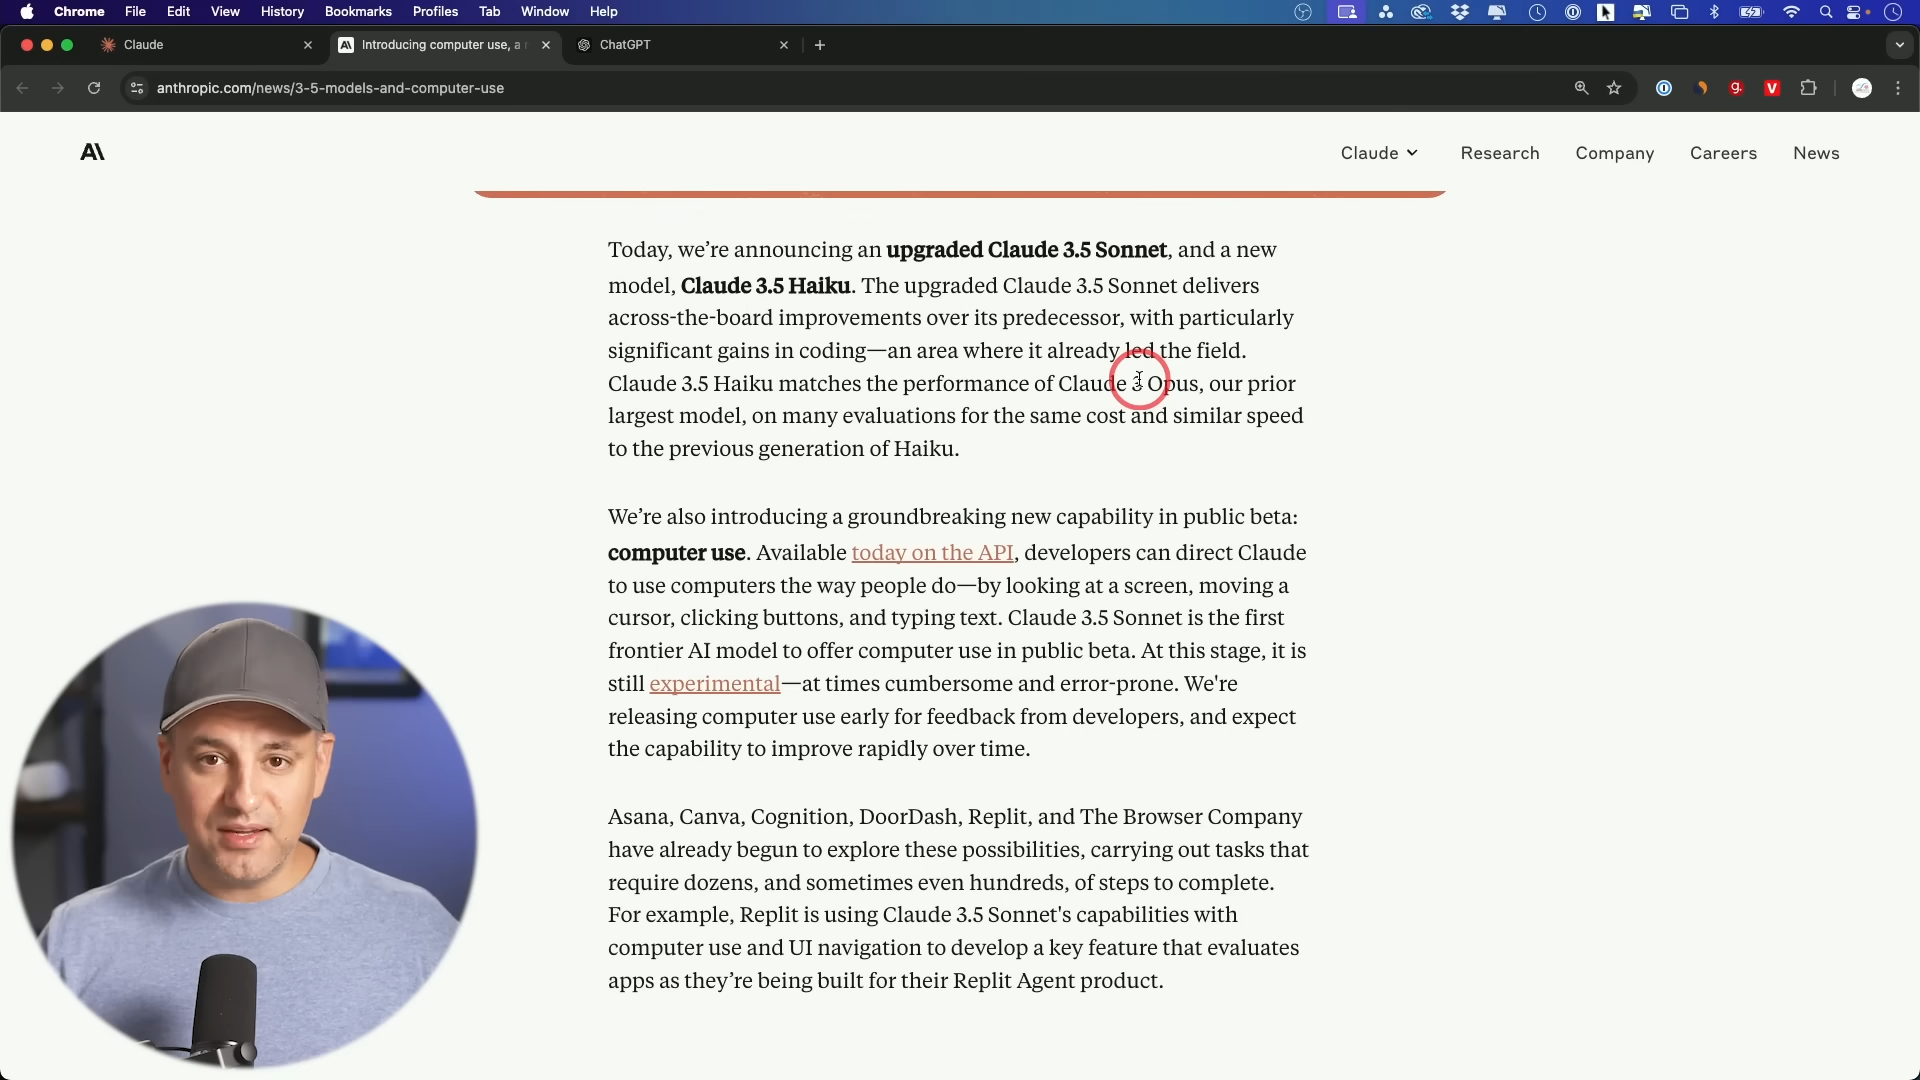 Chrome File Edit View History Bookmarks Profiles Tab Window Help
Claude
Introducing computer use, a
ChatGPT
anthropic.com/news/3-5-models-and-computer-use
A\ Claude Research Company Careers News
Today, we’re announcing an upgraded Claude 3.5 Sonnet, and a new
model, Claude 3.5 Haiku. The upgraded Claude 3.5 Sonnet delivers
across-the-board improvements over its predecessor, with particularly
significant gains in coding—an area where it already led the field.
Claude 3.5 Haiku matches the performance of Claude 3 Opus, our prior
largest model, on many evaluations for the same cost and similar speed
to the previous generation of Haiku.
We’re also introducing a groundbreaking new capability in public beta:
computer use. Available today on the API, developers can direct Claude
to use computers the way people do—by looking at a screen, moving a
cursor, clicking buttons, and typing text. Claude 3.5 Sonnet is the first
frontier AI model to offer computer use in public beta. At this stage, it is
still experimental—at times cumbersome and error-prone. We're
releasing computer use early for feedback from developers, and expect
the capability to improve rapidly over time.
Asana, Canva, Cognition, DoorDash, Replit, and The Browser Company
have already begun to explore these possibilities, carrying out tasks that
require dozens, and sometimes even hundreds, of steps to complete.
For example, Replit is using Claude 3.5 Sonnet's capabilities with
computer use and UI navigation to develop a key feature that evaluates
apps as they’re being built for their Replit Agent product.